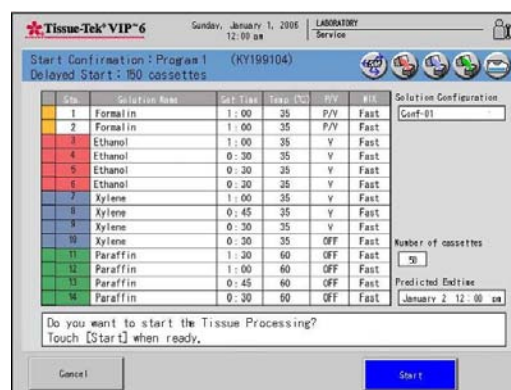 Tissue-Tek VIP™6
Sunday, January 1, 2006
12:00 pm
LABORATORY
Service
Start Confirmation : Program 1 (KY199104)
Delayed Start : 150 cassettes
Stn. Solution Name Set Time Temp (℃) P/V MIX
1 Formalin 1 : 00 35 P/V Fast
2 Formalin 1 : 00 35 P/V Fast
3 Ethanol 1 : 00 35 V Fast
4 Ethanol 0 : 30 35 V Fast
5 Ethanol 0 : 30 35 V Fast
6 Ethanol 0 : 30 35 V Fast
7 Xylene 1 : 00 35 V Fast
8 Xylene 0 : 45 35 V Fast
9 Xylene 0 : 30 35 V Fast
10 Xylene 0 : 30 35 OFF Fast
11 Paraffin 1 : 30 60 OFF Fast
12 Paraffin 1 : 00 60 OFF Fast
13 Paraffin 0 : 45 60 OFF Fast
14 Paraffin 0 : 30 60 OFF Fast
Solution Configuration
Conf-01
Number of cassettes
50
Predicted Endtime
January 2 12 : 00 pm
Do you want to start the Tissue Processing?
Touch [Start] when ready.
Cancel
Start